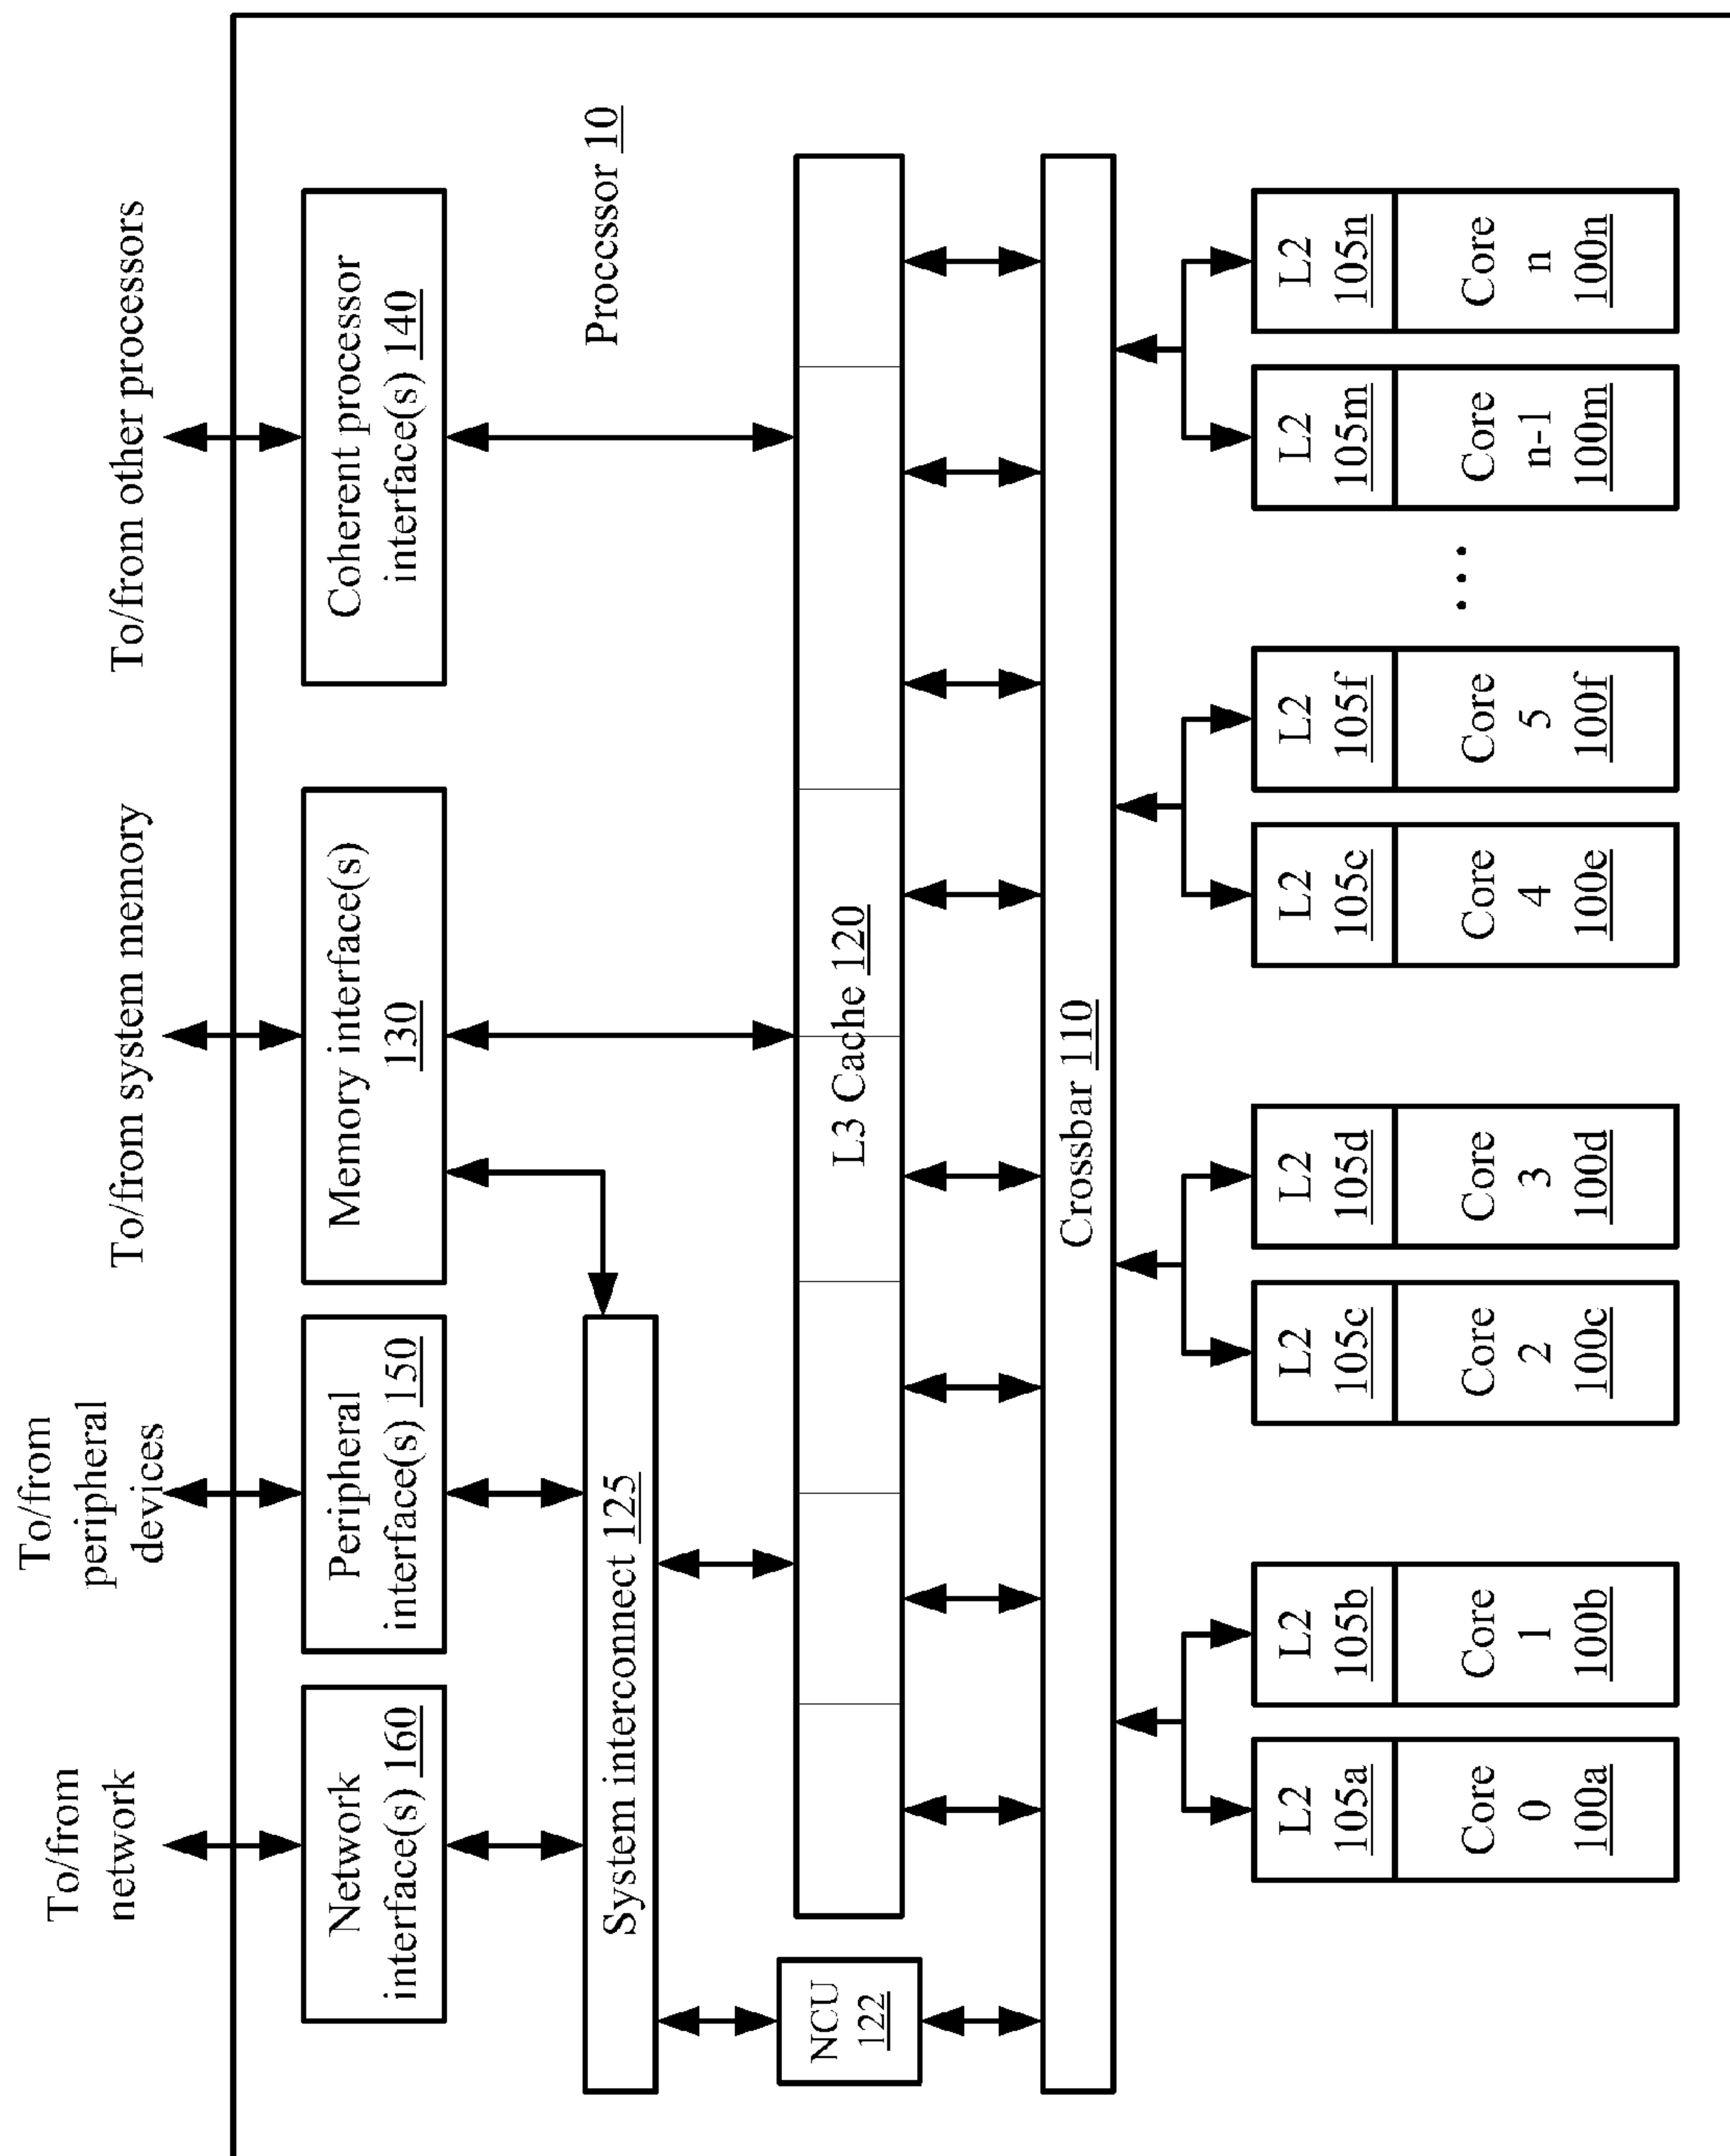 To/from
network
To/from
peripheral
devices
To/from system memory
To/from other processors
Network
interface(s) 160
Peripheral
interface(s) 150
Memory interface(s)
130
Coherent processor
interface(s) 140
System interconnect 125
Processor 10
NCU
122
L3 Cache 120
Crossbar 110
L2
105a
Core
0
100a
L2
105b
Core
1
100b
L2
105c
Core
2
100c
L2
105d
Core
3
100d
L2
105e
Core
4
100e
L2
105f
Core
5
100f
...
L2
105m
Core
n-1
100m
L2
105n
Core
n
100n